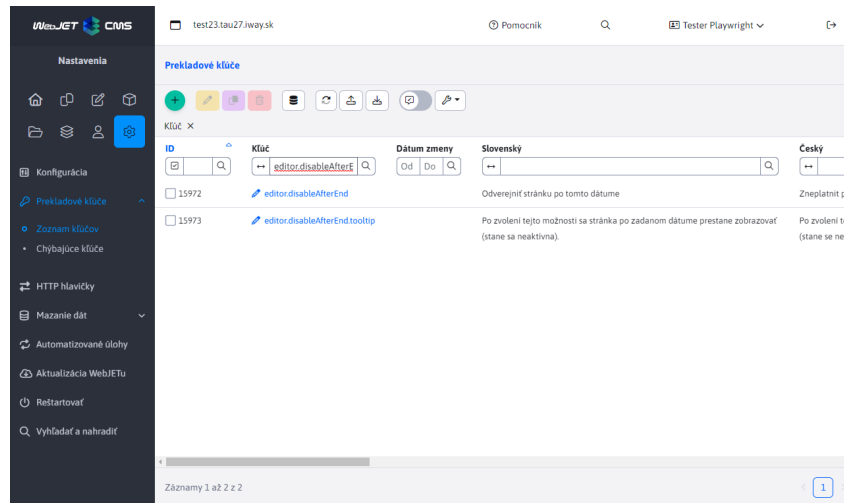 WebJET CMS
test23.tau27.iway.sk
Pomocník
Tester Playwright
Nastavenia
Prekladové kľúče
Kľúč ×
ID
Kľúč
Dátum zmeny
Slovenský
Český
editor.disableAfterE
Od
Do
15972
editor.disableAfterEnd
Odverejniť stránku po tomto dátume
Zneplatnit p
15973
editor.disableAfterEnd.tooltip
Po zvolení tejto možnosti sa stránka po zadanom dátume prestane zobrazovať
(stane sa neaktívna).
Po zvolení t
(stane se ne
Konfigurácia
Prekladové kľúče
Zoznam kľúčov
Chýbajúce kľúče
HTTP hlavičky
Mazanie dát
Automatizované úlohy
Aktualizácia WebJETu
Reštartovať
Vyhľadať a nahradiť
Záznamy 1 až 2 z 2
1